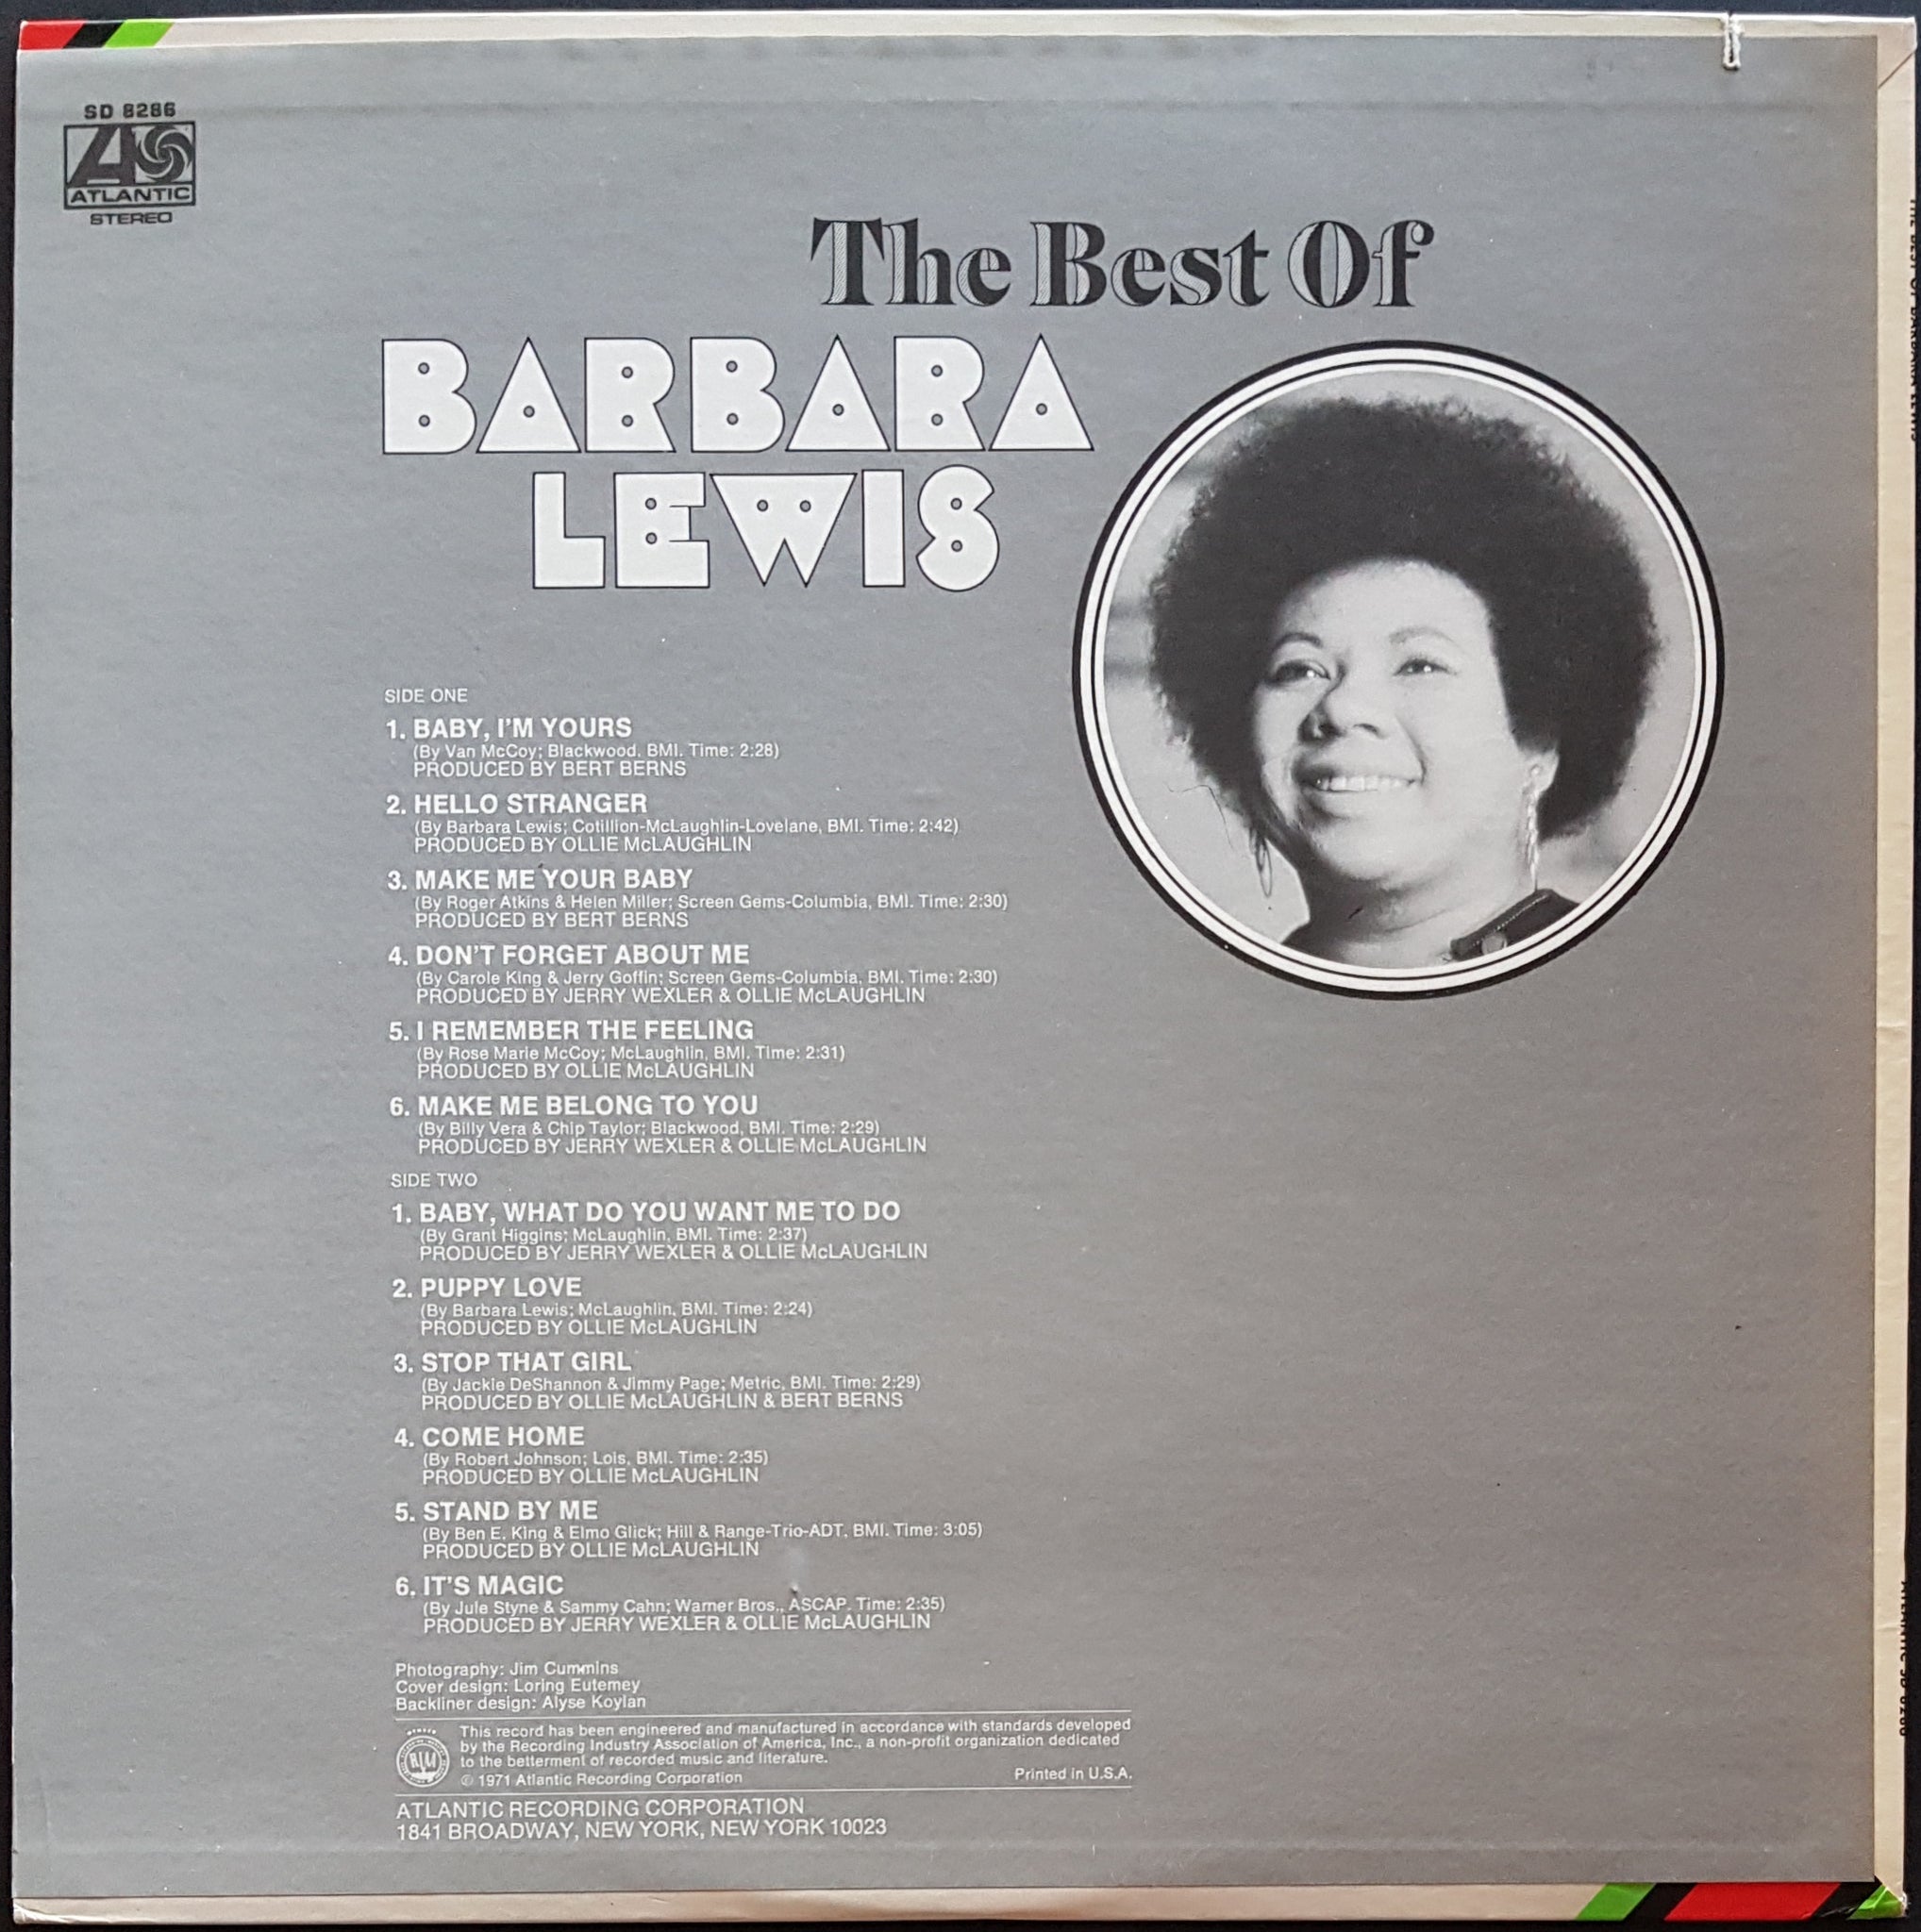 SD 8286
ATLANTIC
STEREO
The Best Of
BARBARA
LEWIS
SIDE ONE
1. BABY, I'M YOURS
(By Van McCoy; Blackwood, BMI. Time: 2:28)
PRODUCED BY BERT BERNS
2. HELLO STRANGER
(By Barbara Lewis; Cotillion-McLaughlin-Lovelane, BMI. Time: 2:42)
PRODUCED BY OLLIE McLAUGHLIN
3. MAKE ME YOUR BABY
(By Roger Atkins & Helen Miller; Screen Gems-Columbia, BMI. Time: 2:30)
PRODUCED BY BERT BERNS
4. DON'T FORGET ABOUT ME
(By Carole King & Jerry Goffin; Screen Gems-Columbia, BMI. Time: 2:30)
PRODUCED BY JERRY WEXLER & OLLIE McLAUGHLIN
5. I REMEMBER THE FEELING
(By Rose Marie McCoy; McLaughlin, BMI. Time: 2:31)
PRODUCED BY OLLIE McLAUGHLIN
6. MAKE ME BELONG TO YOU
(By Billy Vera & Chip Taylor; Blackwood, BMI. Time: 2:29)
PRODUCED BY JERRY WEXLER & OLLIE McLAUGHLIN
SIDE TWO
1. BABY, WHAT DO YOU WANT ME TO DO
(By Grant Higgins; McLaughlin, BMI. Time: 2:37)
PRODUCED BY JERRY WEXLER & OLLIE McLAUGHLIN
2. PUPPY LOVE
(By Barbara Lewis; McLaughlin, BMI. Time: 2:24)
PRODUCED BY OLLIE McLAUGHLIN
3. STOP THAT GIRL
(By Jackie DeShannon & Jimmy Page; Metric, BMI. Time: 2:29)
PRODUCED BY OLLIE McLAUGHLIN & BERT BERNS
4. COME HOME
(By Robert Johnson; Lois, BMI. Time: 2:35)
PRODUCED BY OLLIE McLAUGHLIN
5. STAND BY ME
(By Ben E. King & Elmo Glick; Hill & Range-Trio-ADT, BMI. Time: 3:05)
PRODUCED BY OLLIE McLAUGHLIN
6. IT'S MAGIC
(By Jule Styne & Sammy Cahn; Warner Bros., ASCAP. Time: 2:35)
PRODUCED BY JERRY WEXLER & OLLIE McLAUGHLIN
Photography: Jim Cummins
Cover design: Loring Eutemey
Backliner design: Alyse Koylan
This record has been engineered and manufactured in accordance with standards developed
by the Recording Industry Association of America, Inc., a non-profit organization dedicated
to the betterment of recorded music and literature.
© 1971 Atlantic Recording Corporation Printed in U.S.A.
ATLANTIC RECORDING CORPORATION
1841 BROADWAY, NEW YORK, NEW YORK 10023
THE BEST OF BARBARA LEWIS
ATLANTIC SD 8286